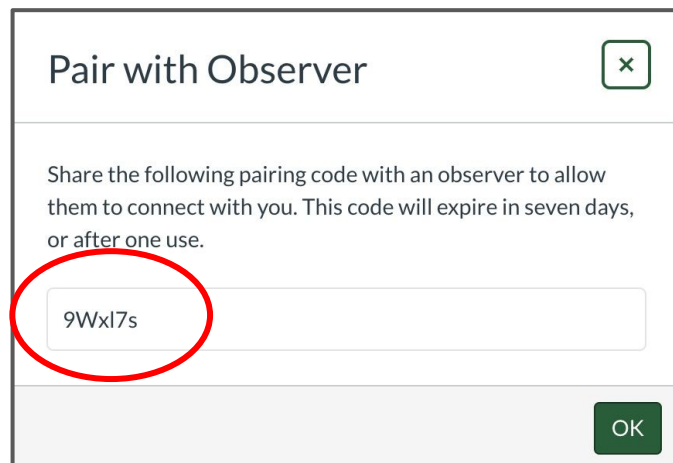 Pair with Observer
×
Share the following pairing code with an observer to allow
them to connect with you. This code will expire in seven days,
or after one use.
9Wxl7s
OK